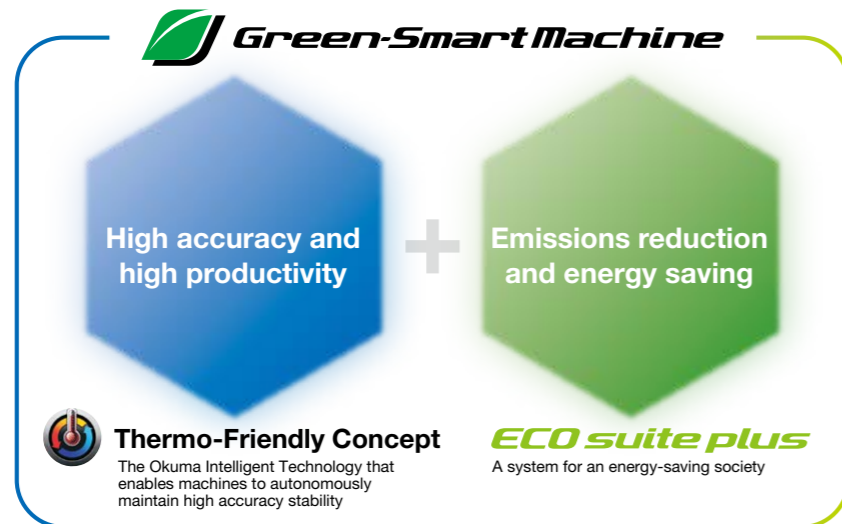 Green-Smart Machine
High accuracy and
high productivity
+
Emissions reduction
and energy saving
Thermo-Friendly Concept
The Okuma Intelligent Technology that
enables machines to autonomously
maintain high accuracy stability
ECO suite plus
A system for an energy-saving society